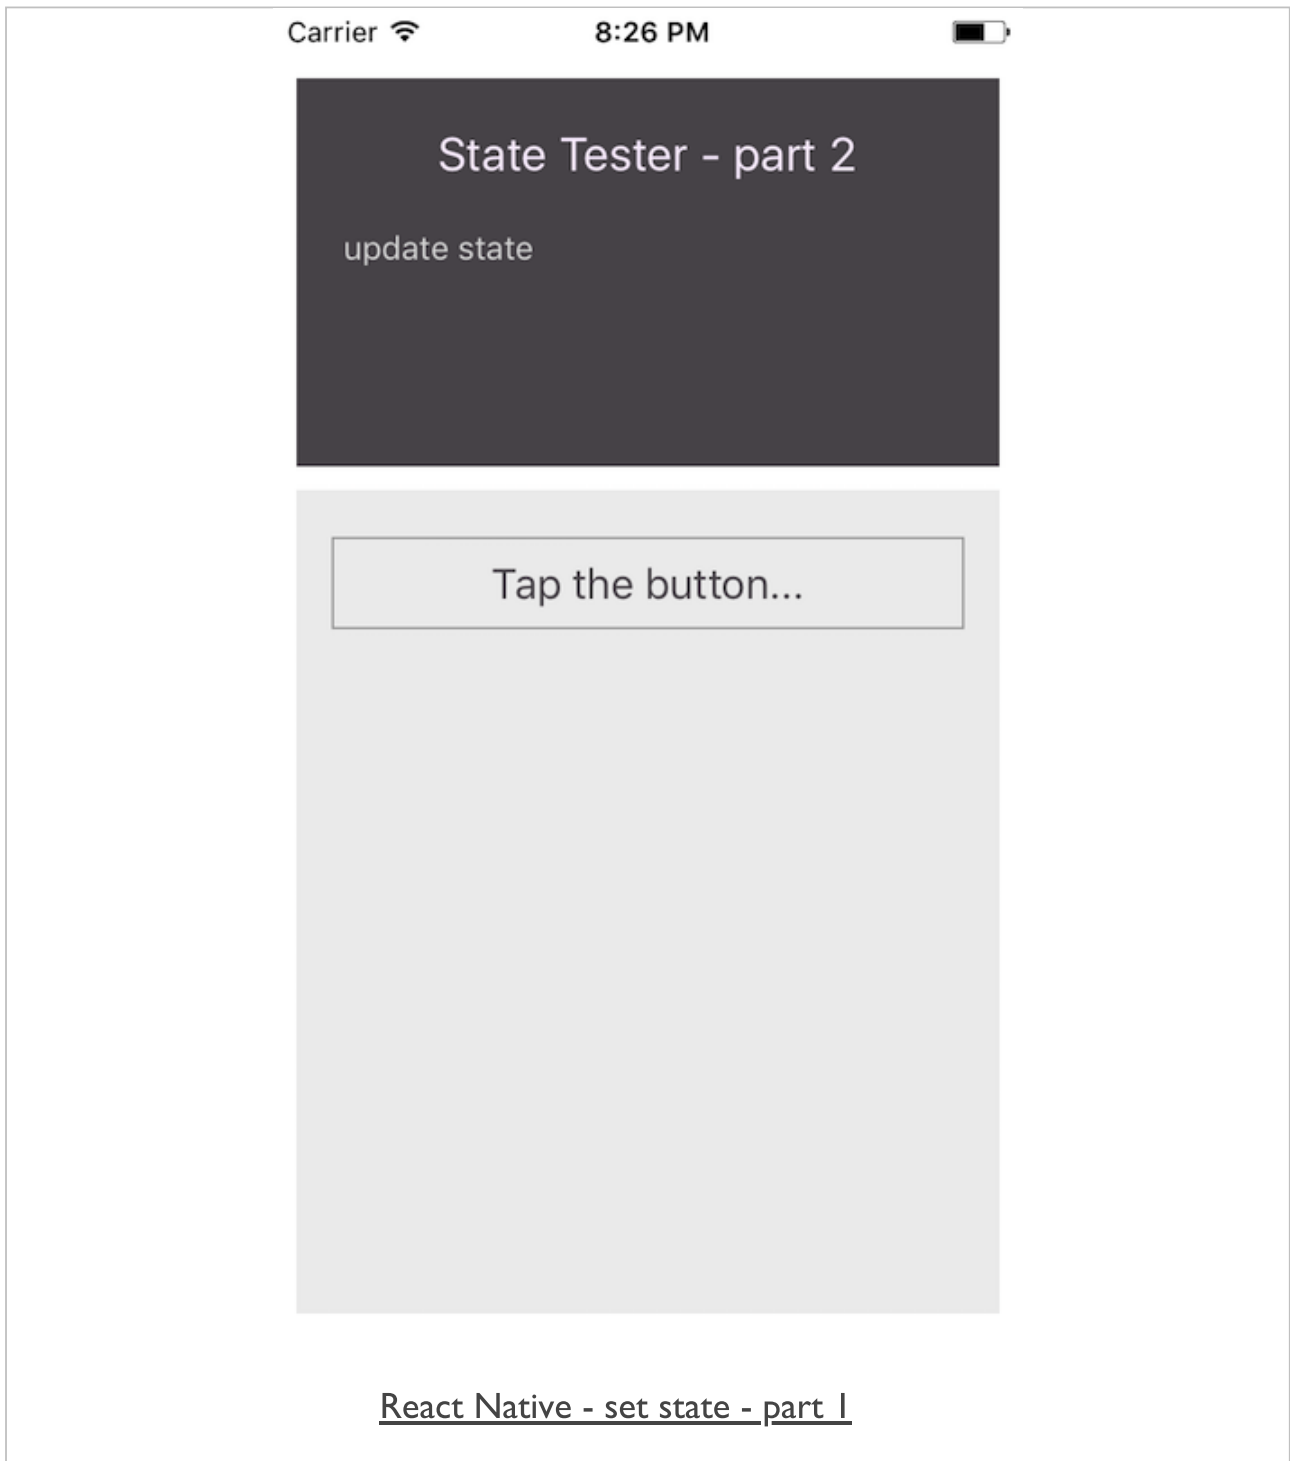 Carrier 8:26 PM
State Tester - part 2
update state
Tap the button...
React Native - set state - part 1